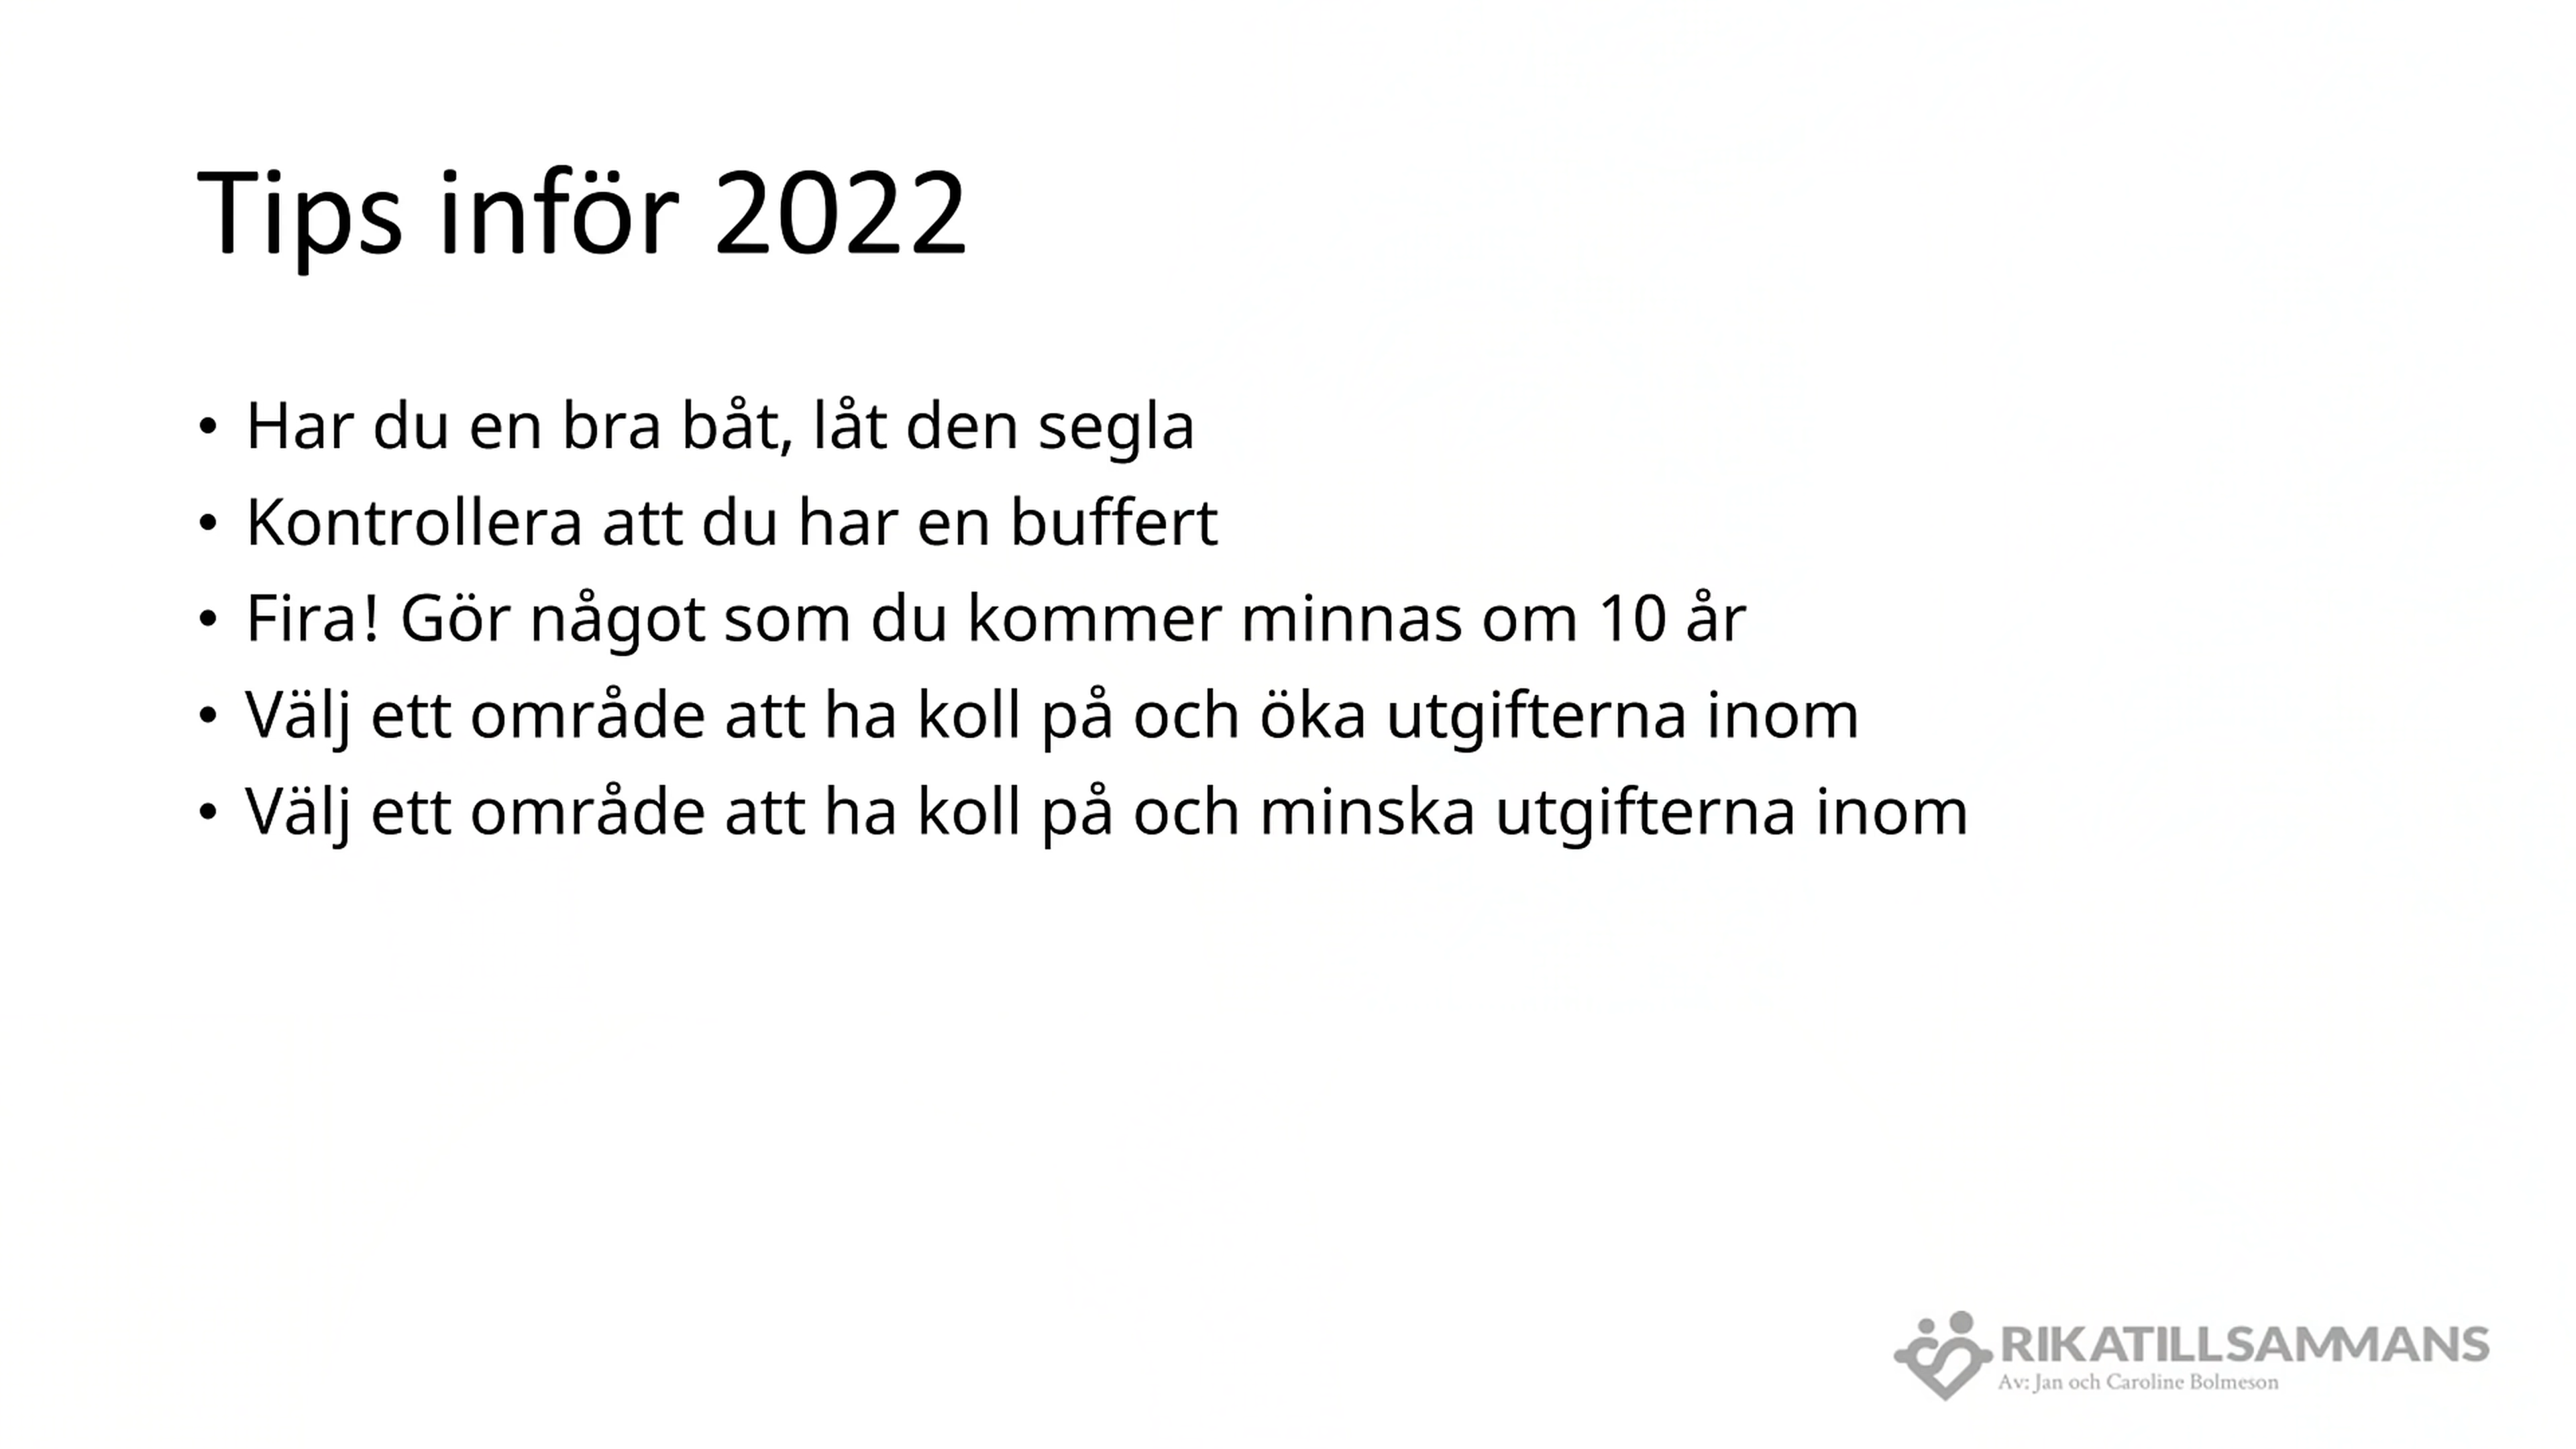 Tips inför 2022
• Har du en bra båt, låt den segla
• Kontrollera att du har en buffert
• Fira! Gör något som du kommer minnas om 10 år
• Välj ett område att ha koll på och öka utgifterna inom
• Välj ett område att ha koll på och minska utgifterna inom
RIKATILLSAMMANS
Av: Jan och Caroline Bolmeson